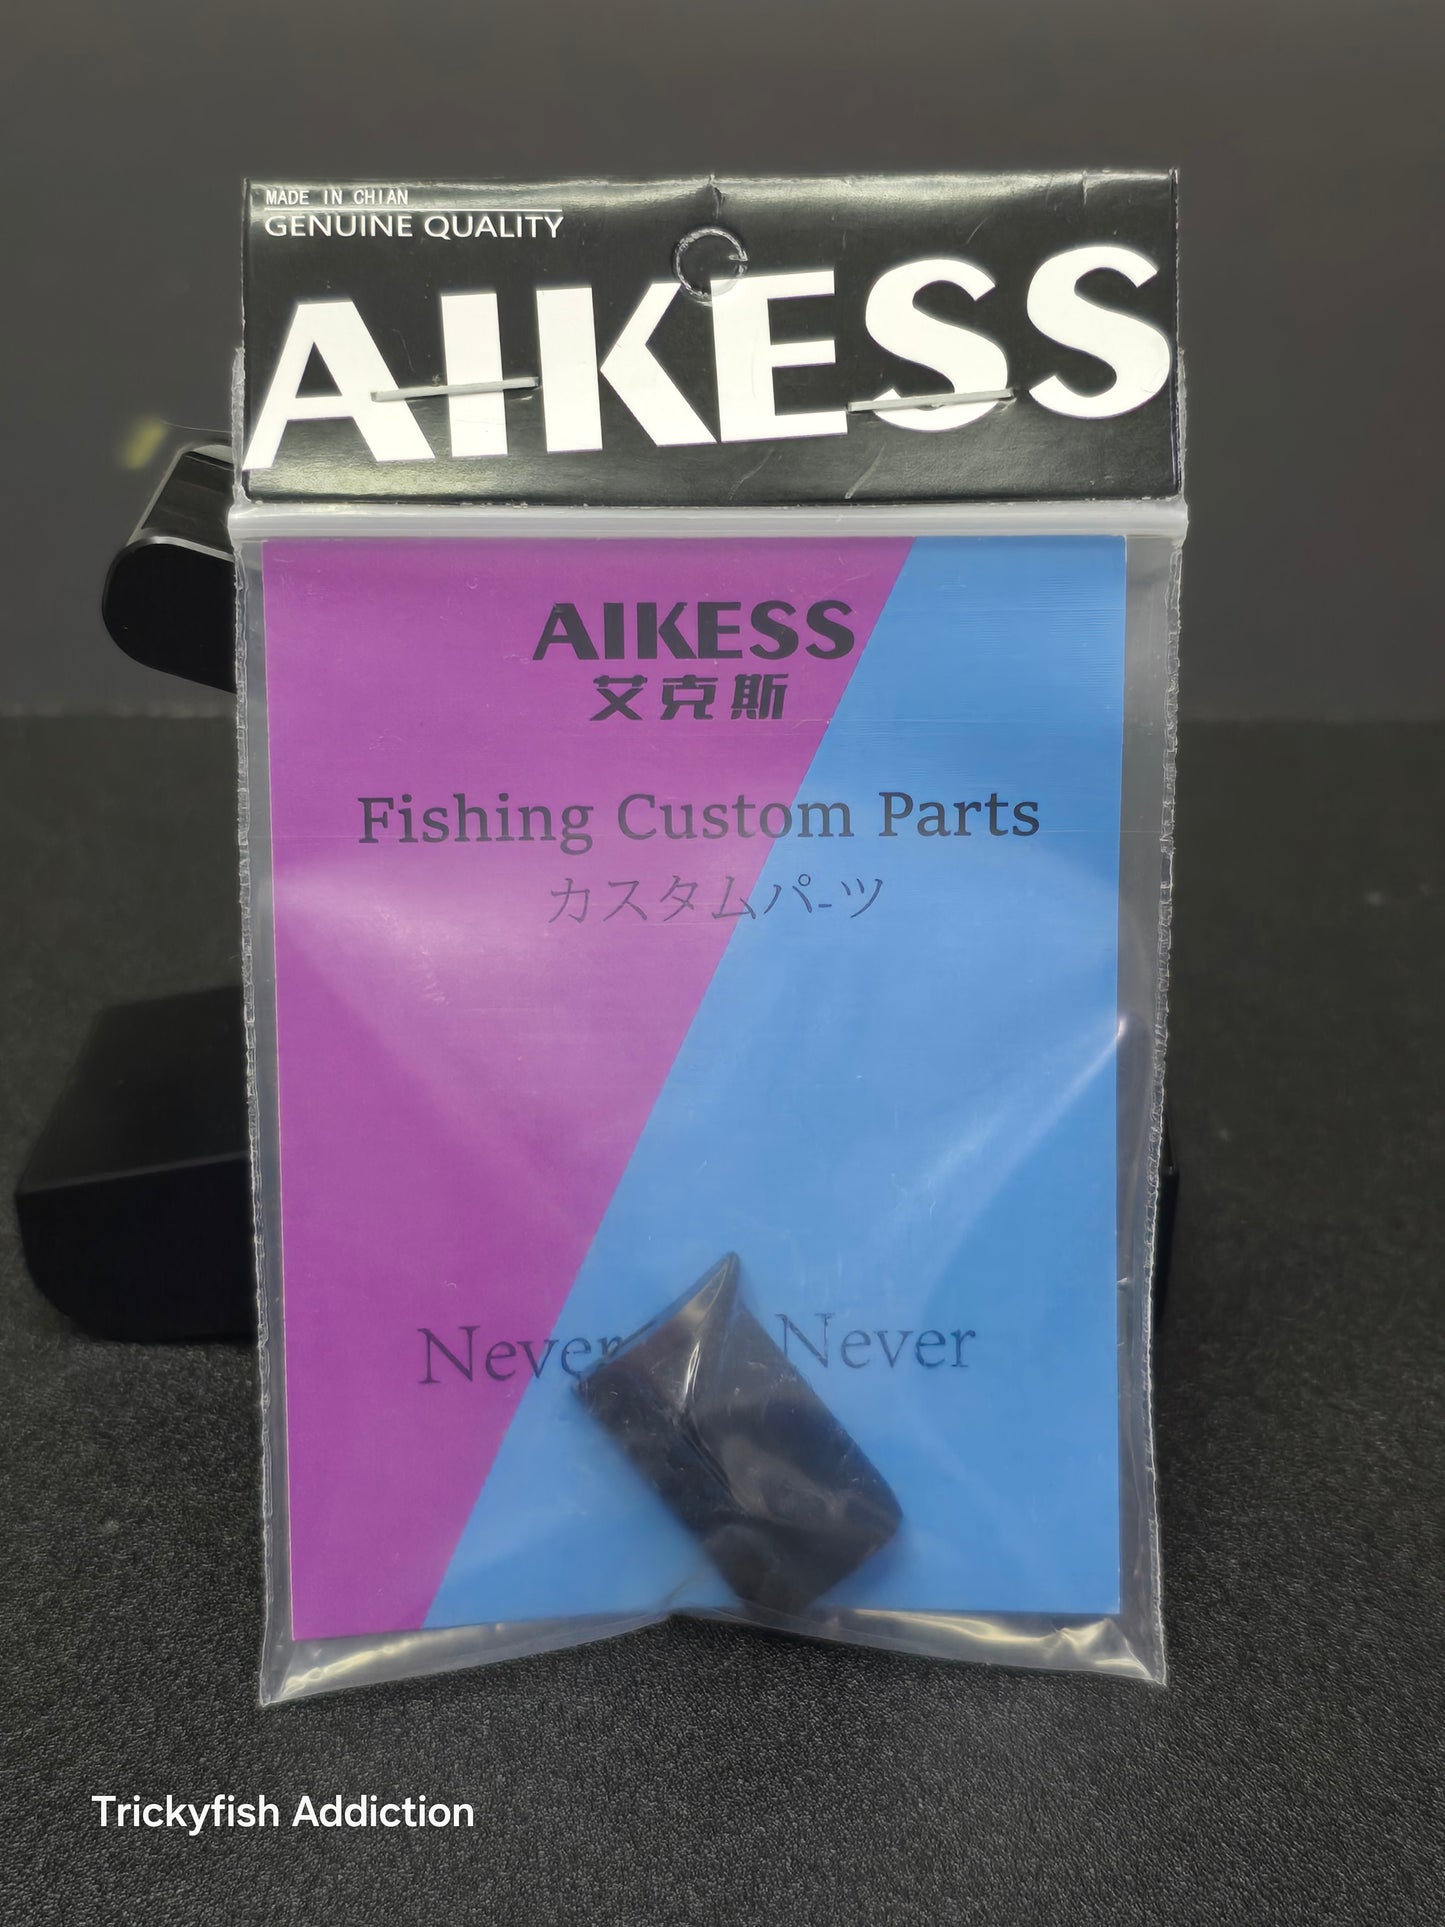 MADE IN CHIAN
GENUINE QUALITY
AIKESS
AIKESS
艾克斯
Fishing Custom Parts
カスタムパーツ
Never Never
Trickyfish Addiction